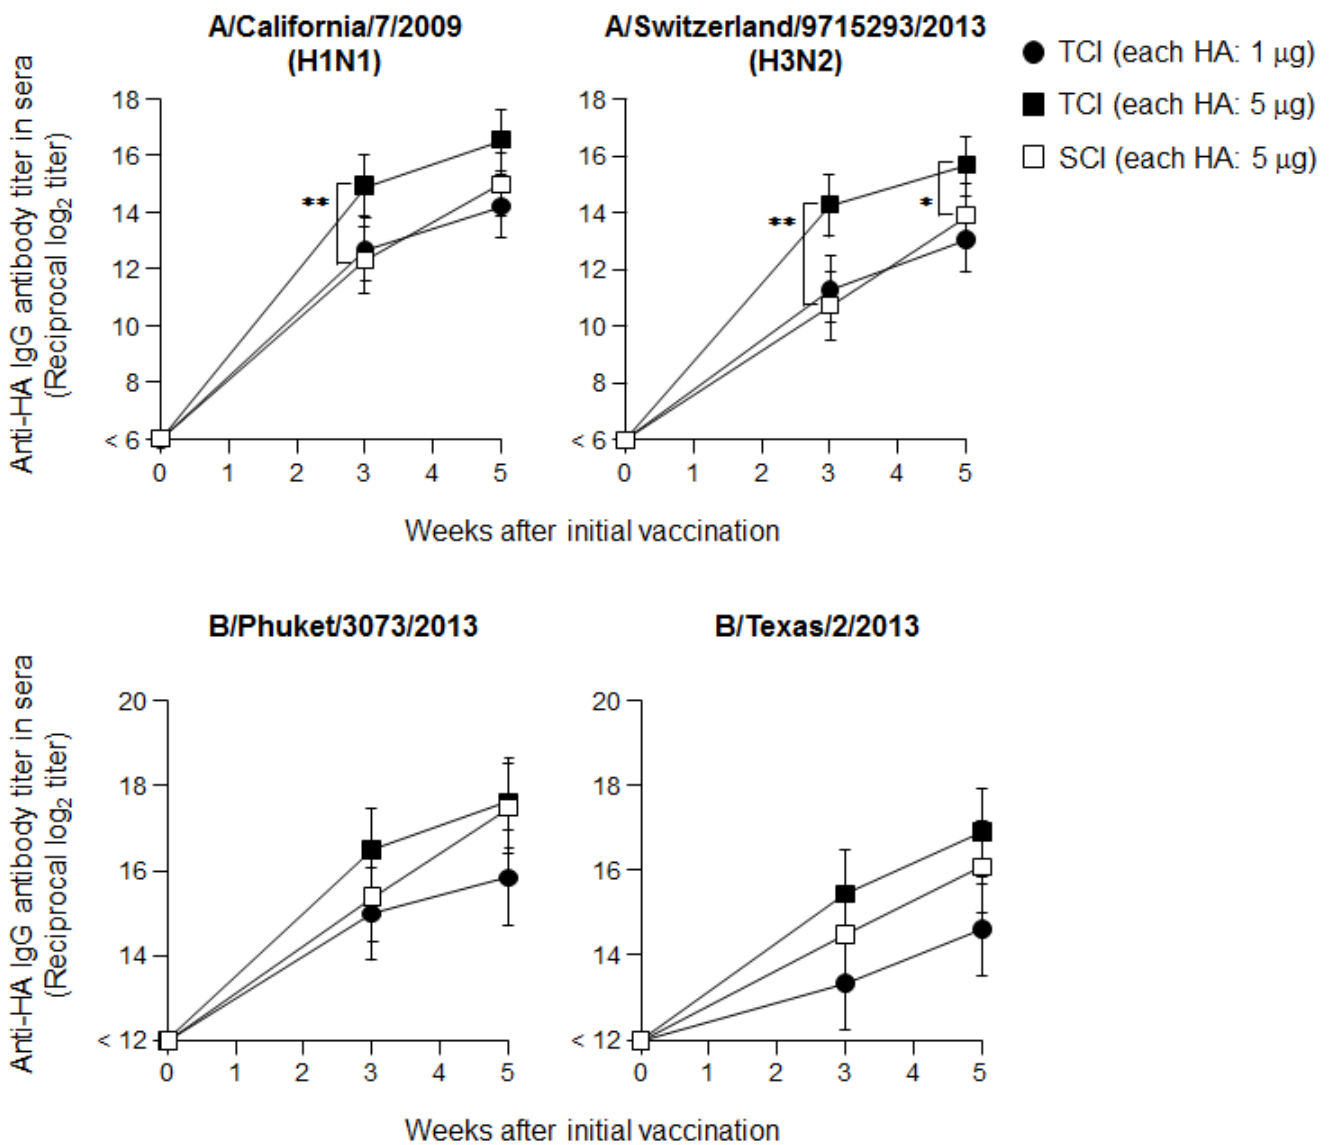 A/California/7/2009
(H1N1)
A/Switzerland/9715293/2013
(H3N2)
TCI (each HA: 1 μg)
TCI (each HA: 5 μg)
SCI (each HA: 5 μg)
Anti-HA IgG antibody titer in sera
(Reciprocal log2 titer)
18
16
14
12
10
8
< 6
**
0 1 2 3 4 5
18
16
14
12
10
8
< 6
**
*
0 1 2 3 4 5
Weeks after initial vaccination
B/Phuket/3073/2013
B/Texas/2/2013
Anti-HA IgG antibody titer in sera
(Reciprocal log2 titer)
20
18
16
14
< 12
0 1 2 3 4 5
20
18
16
14
< 12
0 1 2 3 4 5
Weeks after initial vaccination